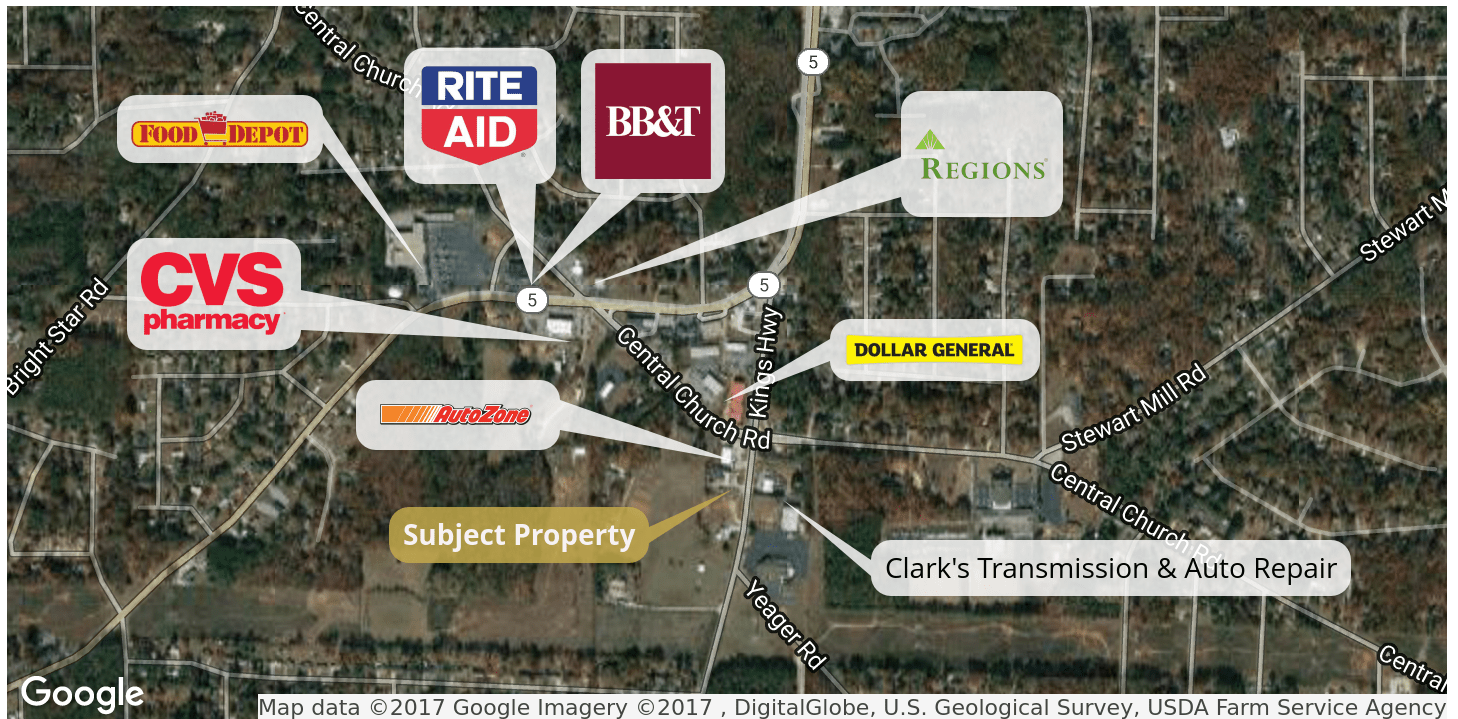 Central Church
5
RITE
AID
BB&T
FOOD DEPOT
REGIONS
Stewart M
CVS
pharmacy
5
5
Bright Star Rd
Central Church Rd
Kings Hwy
DOLLAR GENERAL
Stewart Mill Rd
AutoZone
Central Church Rd
Subject Property
Clark's Transmission & Auto Repair
Yeager Rd
Central
Google
Map data ©2017 Google Imagery ©2017 , DigitalGlobe, U.S. Geological Survey, USDA Farm Service Agency